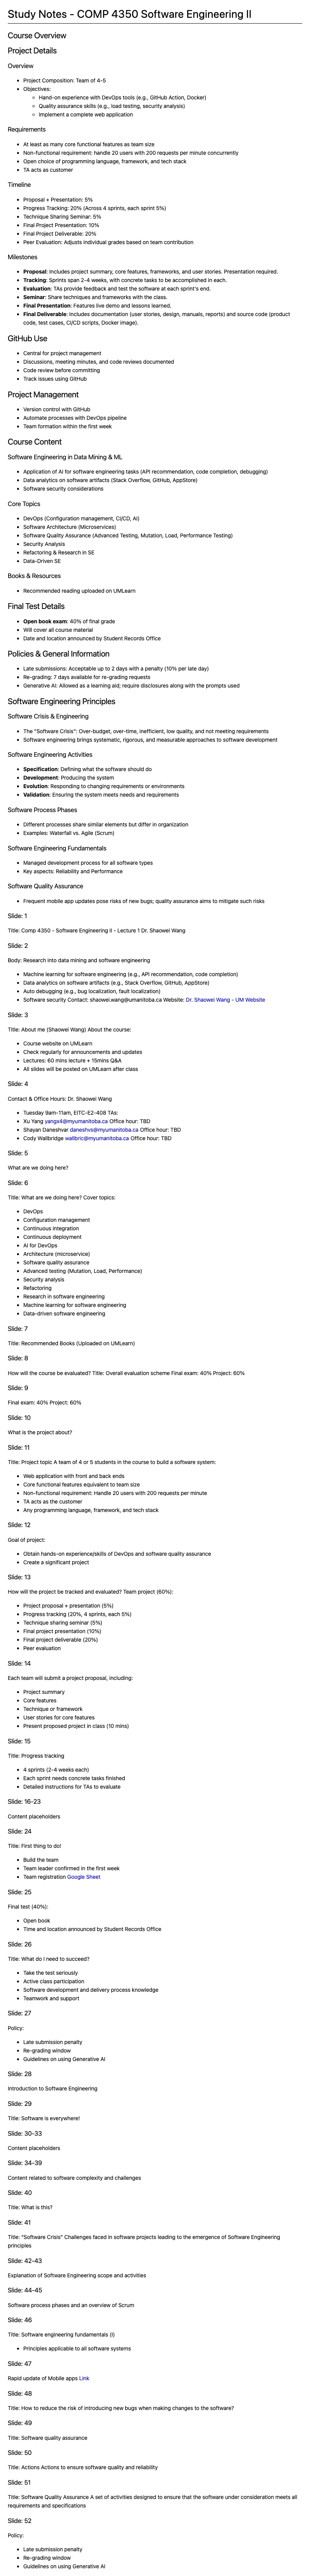 Study Notes - COMP 4350 Software Engineering II
Course Overview
Project Details
Overview
Project Composition: Team of 4-5
Objectives:
Hand-on experience with DevOps tools (e.g., GitHub Action, Docker)
Quality assurance skills (e.g., load testing, security analysis)
Implement a complete web application
Requirements
At least as many core functional features as team size
Non-functional requirement: handle 20 users with 200 requests per minute concurrently
Open choice of programming language, framework, and tech stack
TA acts as customer
Timeline
Proposal + Presentation: 5%
Progress Tracking: 20% (Across 4 sprints, each sprint 5%)
Technique Sharing Seminar: 5%
Final Project Presentation: 10%
Final Project Deliverable: 20%
Peer Evaluation: Adjusts individual grades based on team contribution
Milestones
Proposal: Includes project summary, core features, frameworks, and user stories. Presentation required.
Tracking: Sprints span 2-4 weeks, with concrete tasks to be accomplished in each.
Evaluation: TAs provide feedback and test the software at each sprint's end.
Seminar: Share techniques and frameworks with the class.
Final Presentation: Features live demo and lessons learned.
Final Deliverable: Includes documentation (user stories, design, manuals, reports) and source code (product
code, test cases, CI/CD scripts, Docker image).
GitHub Use
Central for project management
Discussions, meeting minutes, and code reviews documented
Code review before committing
Track issues using GitHub
Project Management
Version control with GitHub
Automate processes with DevOps pipeline
Team formation within the first week
Course Content
Software Engineering in Data Mining & ML
Application of AI for software engineering tasks (API recommendation, code completion, debugging)
Data analytics on software artifacts (Stack Overflow, GitHub, AppStore)
Software security considerations
Core Topics
DevOps (Configuration management, CI/CD, AI)
Software Architecture (Microservices)
Software Quality Assurance (Advanced Testing, Mutation, Load, Performance Testing)
Security Analysis
Refactoring & Research in SE
Data-Driven SE
Books & Resources
Recommended reading uploaded on UMLearn
Final Test Details
Open book exam: 40% of final grade
Will cover all course material
Date and location announced by Student Records Office
Policies & General Information
Late submissions: Acceptable up to 2 days with a penalty (10% per late day)
Re-grading: 7 days available for re-grading requests
Generative AI: Allowed as a learning aid; require disclosures along with the prompts used
Software Engineering Principles
Software Crisis & Engineering
The "Software Crisis": Over-budget, over-time, inefficient, low quality, and not meeting requirements
Software engineering brings systematic, rigorous, and measurable approaches to software development
Software Engineering Activities
Specification: Defining what the software should do
Development: Producing the system
Evolution: Responding to changing requirements or environments
Validation: Ensuring the system meets needs and requirements
Software Process Phases
Different processes share similar elements but differ in organization
Examples: Waterfall vs. Agile (Scrum)
Software Engineering Fundamentals
Managed development process for all software types
Key aspects: Reliability and Performance
Software Quality Assurance
Frequent mobile app updates pose risks of new bugs; quality assurance aims to mitigate such risks
Slide: 1
Title: Comp 4350 - Software Engineering II - Lecture 1 Dr. Shaowei Wang
Slide: 2
Body: Research into data mining and software engineering
Machine learning for software engineering (e.g., API recommendation, code completion)
Data analytics on software artifacts (e.g., Stack Overflow, GitHub, AppStore)
Auto debugging (e.g., bug localization, fault localization)
Software security Contact: shaowei.wang@umanitoba.ca Website: Dr. Shaowei Wang - UM Website
Slide: 3
Title: About me (Shaowei Wang) About the course:
Course website on UMLearn
Check regularly for announcements and updates
Lectures: 60 mins lecture + 15mins Q&A
All slides will be posted on UMLearn after class
Slide: 4
Contact & Office Hours: Dr. Shaowei Wang
Tuesday 9am-11am, EITC-E2-408 TAs:
Xu Yang yangx4@myumanitoba.ca Office hour: TBD
Shayan Daneshvar daneshvs@myumanitoba.ca Office hour: TBD
Cody Wallbridge wallbric@myumanitoba.ca Office hour: TBD
Slide: 5
What are we doing here?
Slide: 6
Title: What are we doing here? Cover topics:
DevOps
Configuration management
Continuous integration
Continuous deployment
AI for DevOps
Architecture (microservice)
Software quality assurance
Advanced testing (Mutation, Load, Performance)
Security analysis
Refactoring
Research in software engineering
Machine learning for software engineering
Data-driven software engineering
Slide: 7
Title: Recommended Books (Uploaded on UMLearn)
Slide: 8
How will the course be evaluated? Title: Overall evaluation scheme Final exam: 40% Project: 60%
Slide: 9
Final exam: 40% Project: 60%
Slide: 10
What is the project about?
Slide: 11
Title: Project topic A team of 4 or 5 students in the course to build a software system:
Web application with front and back ends
Core functional features equivalent to team size
Non-functional requirement: Handle 20 users with 200 requests per minute
TA acts as the customer
Any programming language, framework, and tech stack
Slide: 12
Goal of project:
Obtain hands-on experience/skills of DevOps and software quality assurance
Create a significant project
Slide: 13
How will the project be tracked and evaluated? Team project (60%):
Project proposal + presentation (5%)
Progress tracking (20%, 4 sprints, each 5%)
Technique sharing seminar (5%)
Final project presentation (10%)
Final project deliverable (20%)
Peer evaluation
Slide: 14
Each team will submit a project proposal, including:
Project summary
Core features
Technique or framework
User stories for core features
Present proposed project in class (10 mins)
Slide: 15
Title: Progress tracking
4 sprints (2-4 weeks each)
Each sprint needs concrete tasks finished
Detailed instructions for TAs to evaluate
Slide: 16-23
Content placeholders
Slide: 24
Title: First thing to do!
Build the team
Team leader confirmed in the first week
Team registration Google Sheet
Slide: 25
Final test (40%):
Open book
Time and location announced by Student Records Office
Slide: 26
Title: What do I need to succeed?
Take the test seriously
Active class participation
Software development and delivery process knowledge
Teamwork and support
Slide: 27
Policy:
Late submission penalty
Re-grading window
Guidelines on using Generative AI
Slide: 28
Introduction to Software Engineering
Slide: 29
Title: Software is everywhere!
Slide: 30-33
Content placeholders
Slide: 34-39
Content related to software complexity and challenges
Slide: 40
Title: What is this?
Slide: 41
Title: "Software Crisis" Challenges faced in software projects leading to the emergence of Software Engineering
principles
Slide: 42-43
Explanation of Software Engineering scope and activities
Slide: 44-45
Software process phases and an overview of Scrum
Slide: 46
Title: Software engineering fundamentals (I)
Principles applicable to all software systems
Slide: 47
Rapid update of Mobile apps Link
Slide: 48
Title: How to reduce the risk of introducing new bugs when making changes to the software?
Slide: 49
Title: Software quality assurance
Slide: 50
Title: Actions Actions to ensure software quality and reliability
Slide: 51
Title: Software Quality Assurance A set of activities designed to ensure that the software under consideration meets all
requirements and specifications
Slide: 52
Policy:
Late submission penalty
Re-grading window
Guidelines on using Generative AI